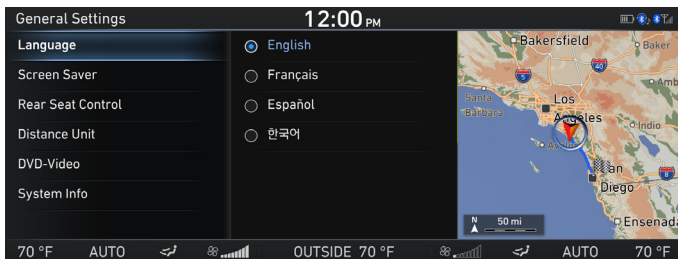 General Settings
12:00 PM
Language
Screen Saver
Rear Seat Control
Distance Unit
DVD-Video
System Info
English
Français
Español
한국어
Bakersfield
Baker
40
5
Santa
Barbara
Los
Angeles
Indio
San
Diego
8
N 50 mi
Ensenada
70 °F AUTO OUTSIDE 70 °F AUTO 70 °F